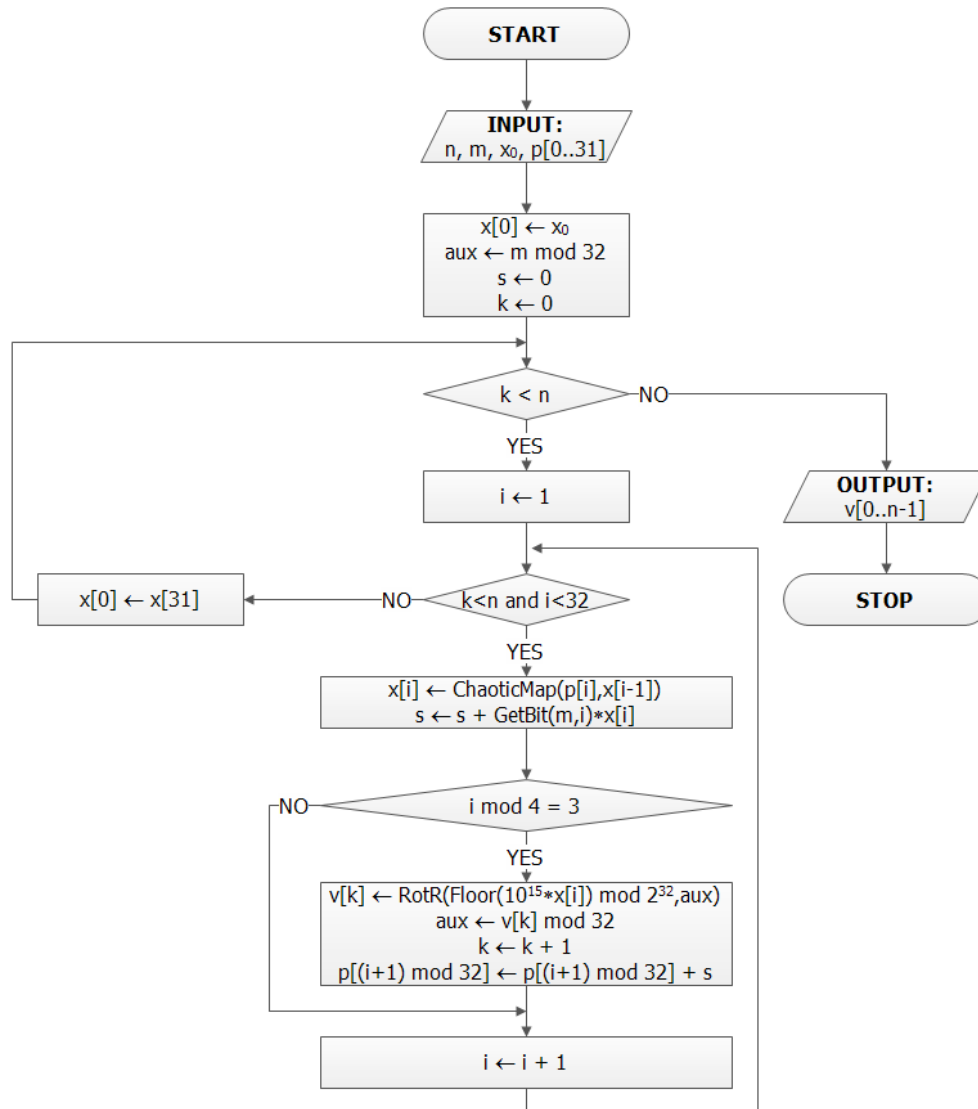 START
INPUT:
n, m, x₀, p[0..31]
x[0] ← x₀
aux ← m mod 32
s ← 0
k ← 0
k < n
NO
YES
i ← 1
OUTPUT:
v[0..n-1]
x[0] ← x[31]
NO
k<n and i<32
STOP
YES
x[i] ← ChaoticMap(p[i],x[i-1])
s ← s + GetBit(m,i)*x[i]
NO
i mod 4 = 3
YES
v[k] ← RotR(Floor(10¹⁵*x[i]) mod 2³²,aux)
aux ← v[k] mod 32
k ← k + 1
p[(i+1) mod 32] ← p[(i+1) mod 32] + s
i ← i + 1